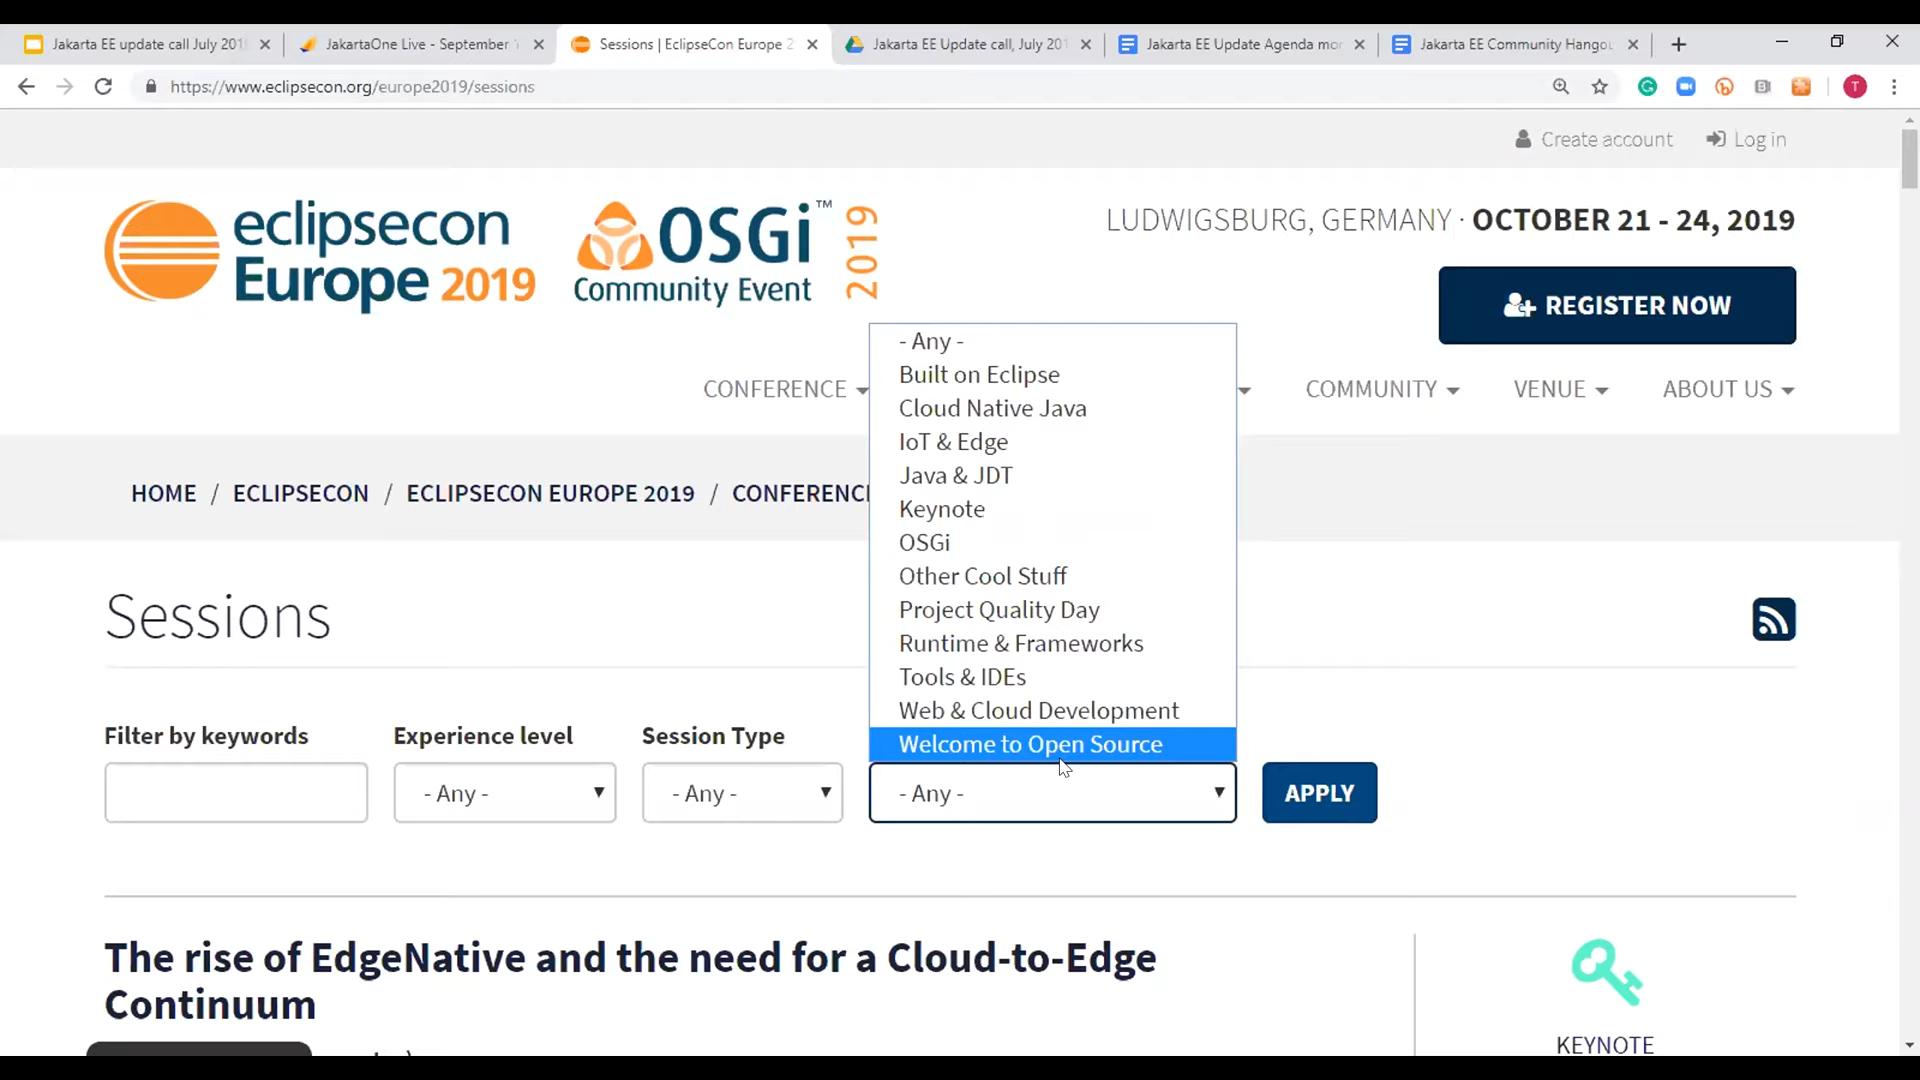 Jakarta EE update call July 201
JakartaOne Live - September 1
Sessions | EclipseCon Europe 2
Jakarta EE Update call, July 201
Jakarta EE Update Agenda mor
Jakarta EE Community Hangou
https://www.eclipsecon.org/europe2019/sessions
T
Create account
Log in
eclipsecon
Europe 2019
OSGi™
Community Event
2019
LUDWIGSBURG, GERMANY · OCTOBER 21 - 24, 2019
REGISTER NOW
CONFERENCE
COMMUNITY
VENUE
ABOUT US
HOME / ECLIPSECON / ECLIPSECON EUROPE 2019 / CONFERENC
- Any -
Built on Eclipse
Cloud Native Java
IoT & Edge
Java & JDT
Keynote
OSGi
Other Cool Stuff
Project Quality Day
Runtime & Frameworks
Tools & IDEs
Web & Cloud Development
Welcome to Open Source
Sessions
Filter by keywords
Experience level
Session Type
- Any -
- Any -
- Any -
APPLY
The rise of EdgeNative and the need for a Cloud-to-Edge
Continuum
KEYNOTE